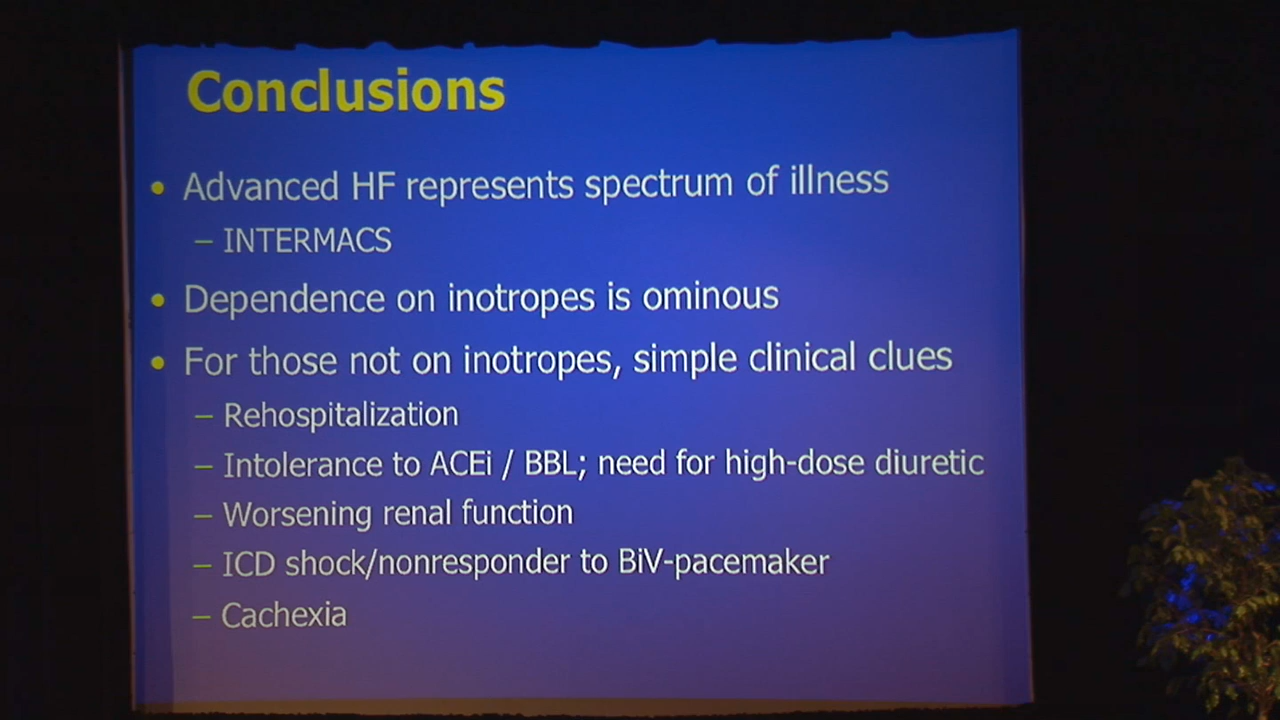 Conclusions
• Advanced HF represents spectrum of illness
– INTERMACS
• Dependence on inotropes is ominous
• For those not on inotropes, simple clinical clues
– Rehospitalization
– Intolerance to ACEi / BBL; need for high-dose diuretic
– Worsening renal function
– ICD shock/nonresponder to BiV-pacemaker
– Cachexia